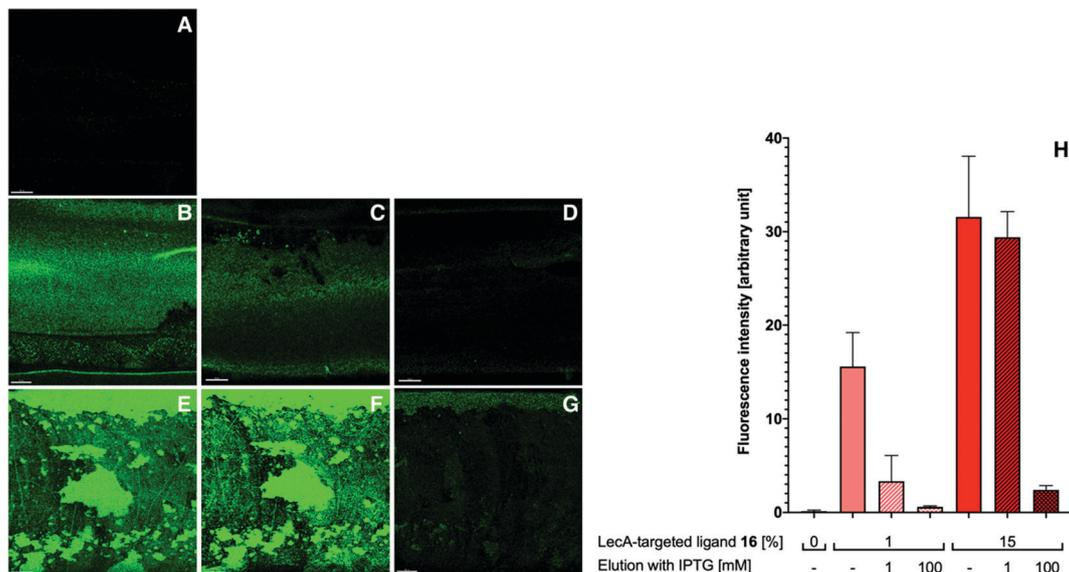 A
B
C
D
E
F
G
H
Fluorescence intensity [arbitrary unit]
40
30
20
10
0
LecA-targeted ligand 16 [%] 0 1 15
Elution with IPTG [mM] - - 1 100 - 1 100